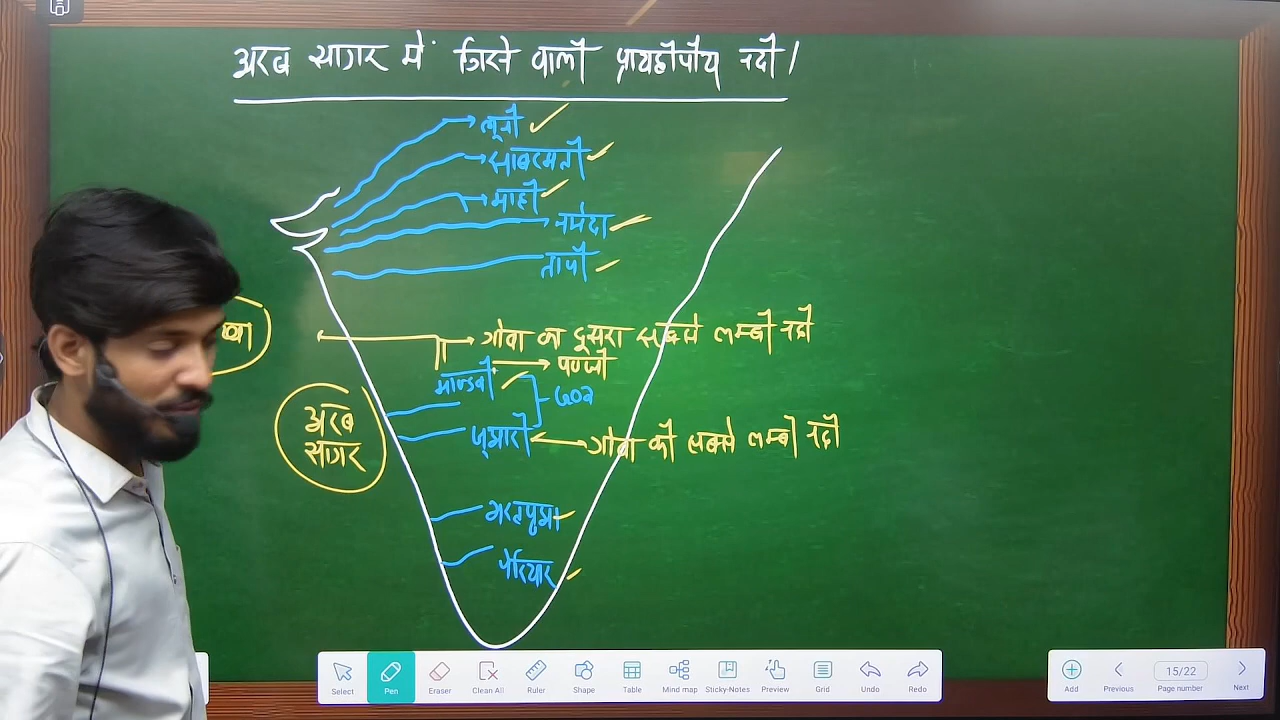 अरब सागर में गिरने वाली प्रायद्वीपीय नदी।
लूनी
साबरमती
माही
नर्मदा
तापी
गोवा का दूसरा सबसे लम्बी नदी
माण्डवी → पणजी
अरब
सागर
जुआरी
गोवा की सबसे लम्बी नदी
भरतपुझा
पेरियार
Select
Pen
Eraser
Clean All
Ruler
Shape
Table
Mind map
Sticky-Notes
Preview
Grid
Undo
Redo
Add
Previous
15/22
Page number
Next